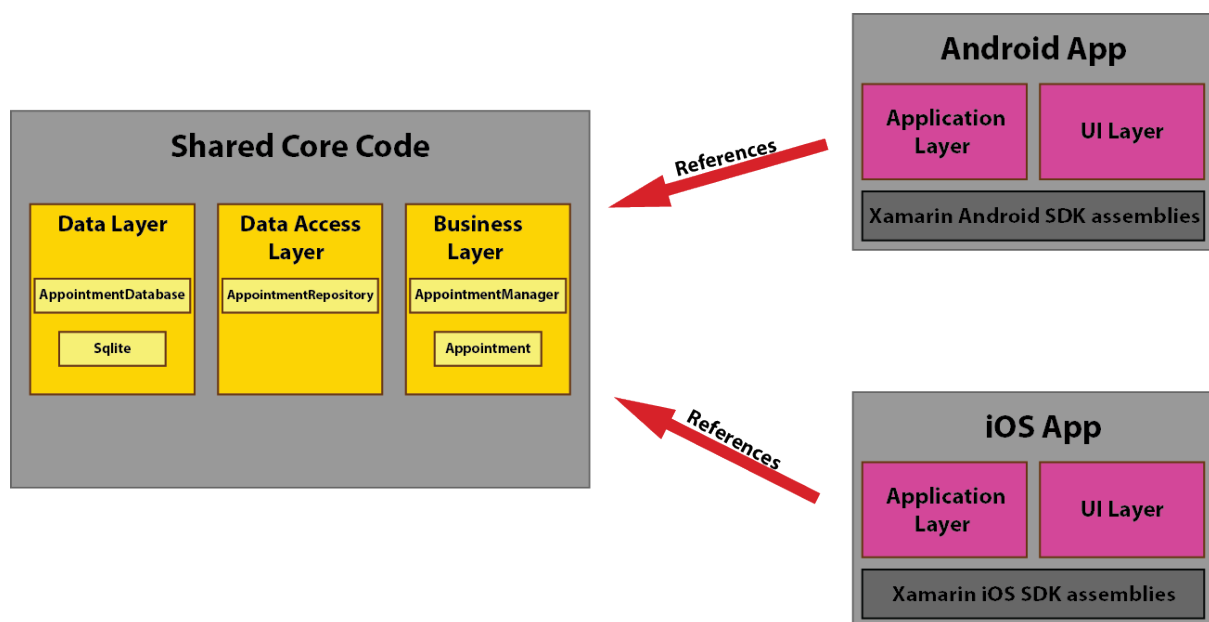 Shared Core Code
Data Layer
AppointmentDatabase
Sqlite
Data Access
Layer
AppointmentRepository
Business
Layer
AppointmentManager
Appointment
References
References
Android App
Application
Layer
UI Layer
Xamarin Android SDK assemblies
iOS App
Application
Layer
UI Layer
Xamarin iOS SDK assemblies